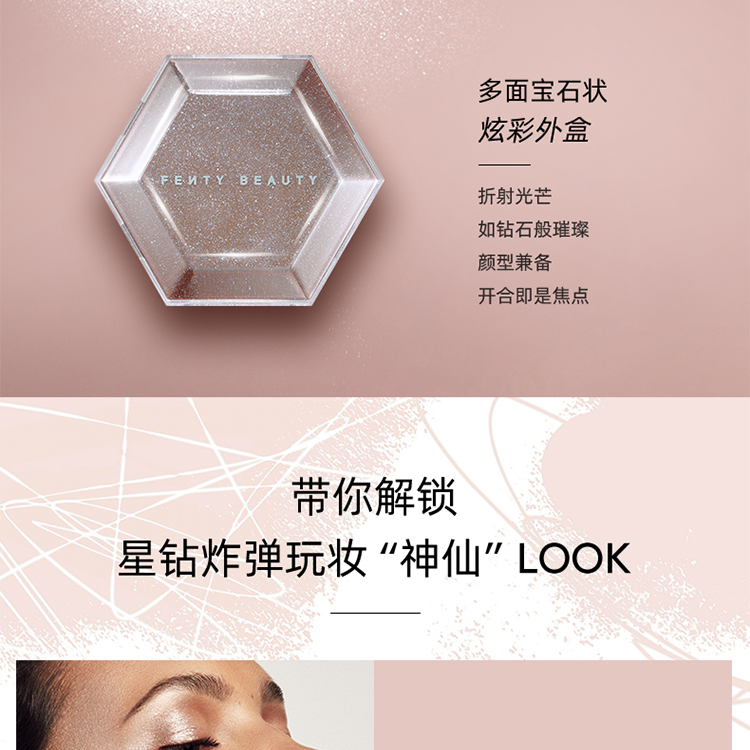 FENTY BEAUTY
多面宝石状
炫彩外盒
折射光芒
如钻石般璀璨
颜型兼备
开合即是焦点
带你解锁
星钻炸弹玩妆“神仙”LOOK